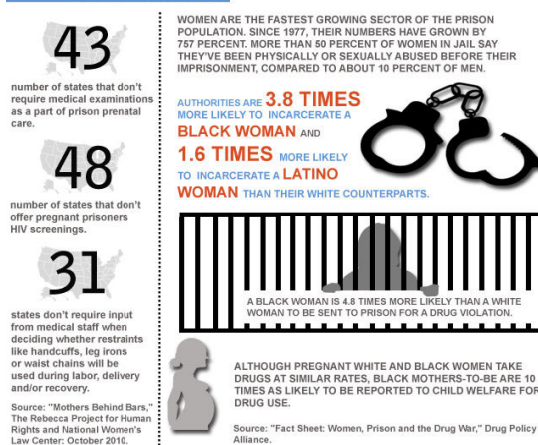 43
number of states that don't
require medical examinations
as a part of prison prenatal
care.
48
number of states that don't
offer pregnant prisoners
HIV screenings.
31
states don't require input
from medical staff when
deciding whether restraints
like handcuffs, leg irons
or waist chains will be
used during labor, delivery
and/or recovery.
Source: "Mothers Behind Bars,"
The Rebecca Project for Human
Rights and National Women's
Law Center: October 2010.
WOMEN ARE THE FASTEST GROWING SECTOR OF THE PRISON
POPULATION. SINCE 1977, THEIR NUMBERS HAVE GROWN BY
757 PERCENT. MORE THAN 50 PERCENT OF WOMEN IN JAIL SAY
THEY'VE BEEN PHYSICALLY OR SEXUALLY ABUSED BEFORE THEIR
IMPRISONMENT, COMPARED TO ABOUT 10 PERCENT OF MEN.
AUTHORITIES ARE 3.8 TIMES
MORE LIKELY TO INCARCERATE A
BLACK WOMAN AND
1.6 TIMES MORE LIKELY
TO INCARCERATE A LATINO
WOMAN THAN THEIR WHITE COUNTERPARTS.
A BLACK WOMAN IS 4.8 TIMES MORE LIKELY THAN A WHITE
WOMAN TO BE SENT TO PRISON FOR A DRUG VIOLATION.
ALTHOUGH PREGNANT WHITE AND BLACK WOMEN TAKE
DRUGS AT SIMILAR RATES, BLACK MOTHERS-TO-BE ARE 10
TIMES AS LIKELY TO BE REPORTED TO CHILD WELFARE FOR
DRUG USE.
Source: "Fact Sheet: Women, Prison and the Drug War," Drug Policy
Alliance.